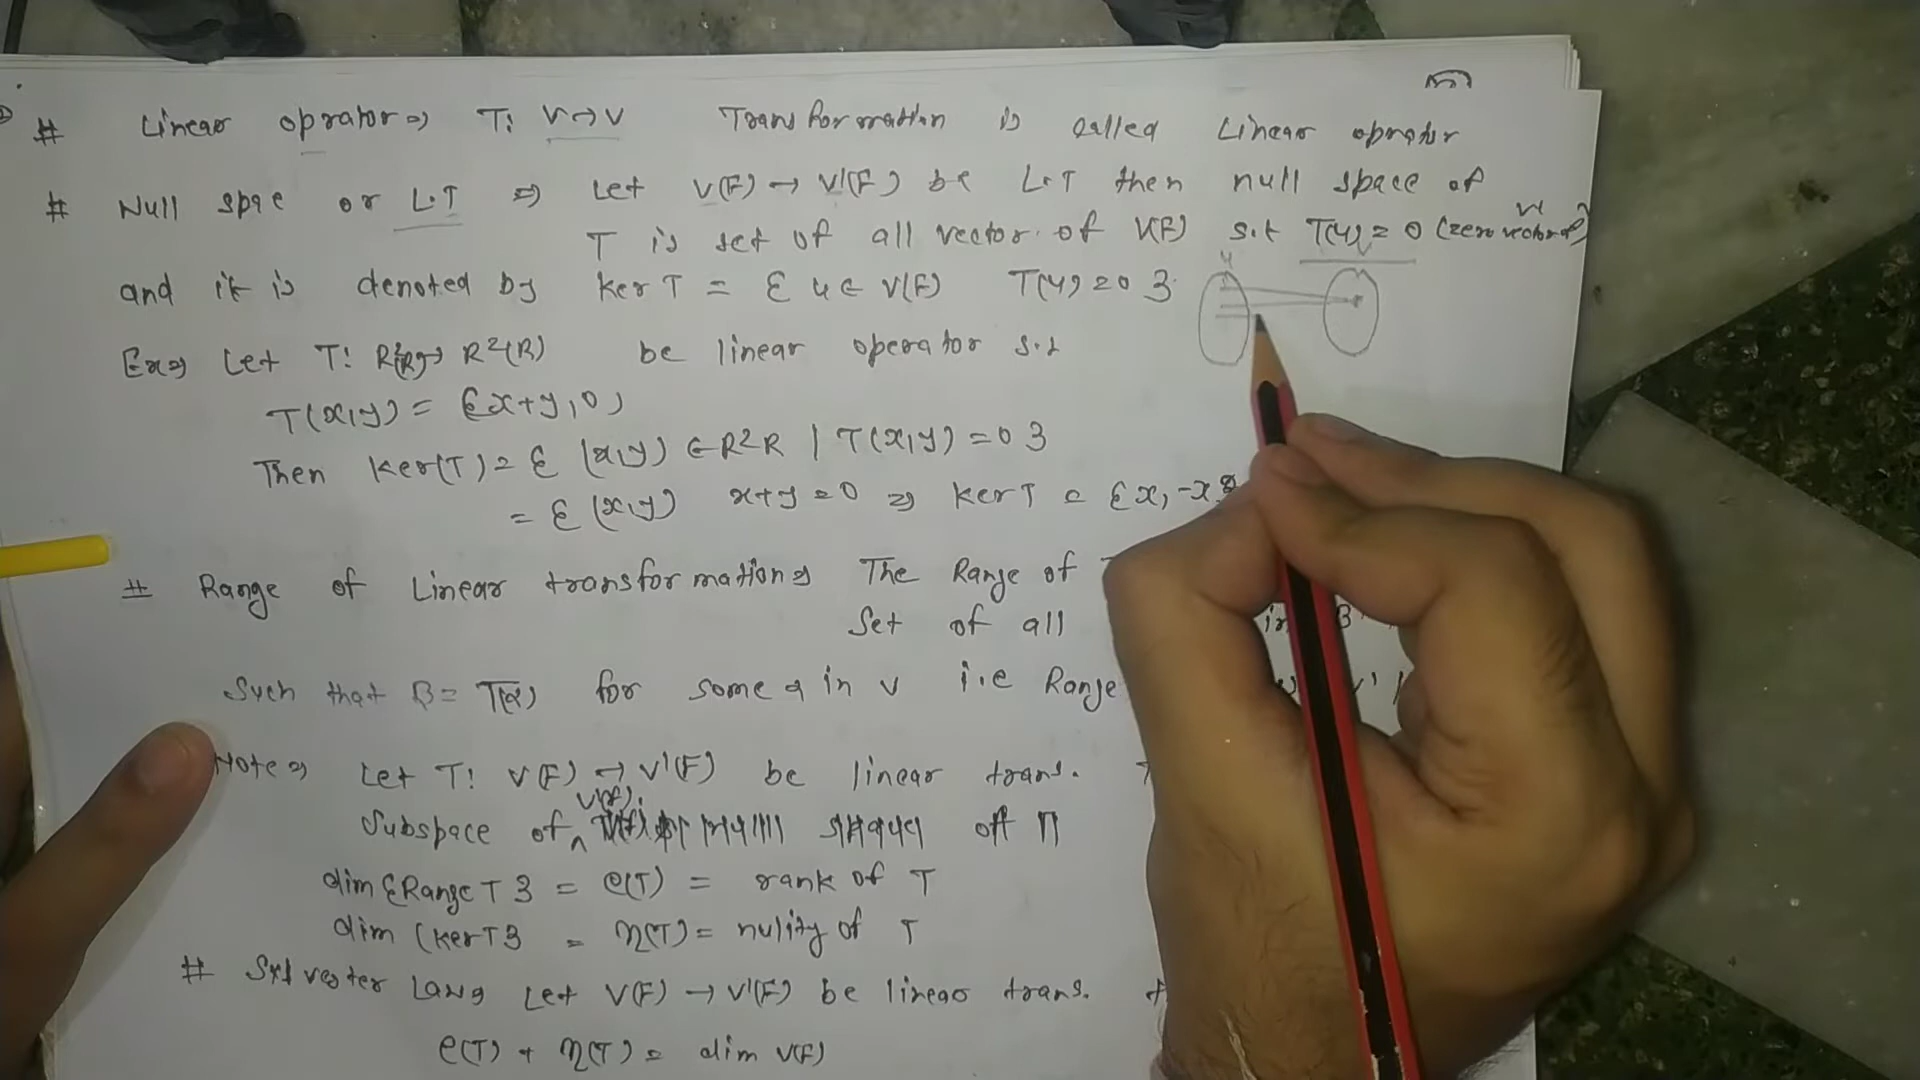 # Linear oprator ⇒ T: V→V Transformation is called Linear oprator
# Null spae or L.T ⇒ Let V(F) → V'(F) be L.T then null space of
T is set of all vector of V(F) s.t T(u) = 0 (zero vector of
V'
and it is denoted by ker T = { u ∈ V(F) T(u) = 0 }
u
Ex⇒ Let T: R²(R)→ R²(R) be linear operator s.t
T(x,y) = {x+y, 0)
Then Ker(T) = { (x,y) ∈ R²R | T(x,y) = 0 }
= { (x,y) x+y = 0 ⇒ ker T = {x, -x
# Range of Linear transformation⇒ The Range of
Set of all in B
Such that β = T(α) for some α in V i.e Range V'
Note⇒ Let T: V(F) → V'(F) be linear trans.
V(F)
Subspace of
dim {Range T } = ρ(T) = rank of T
dim (Ker T } = η(T) = nulity of T
# Sylvester Law⇒ Let V(F) → V'(F) be linear trans.
ρ(T) + η(T) = dim V(F)